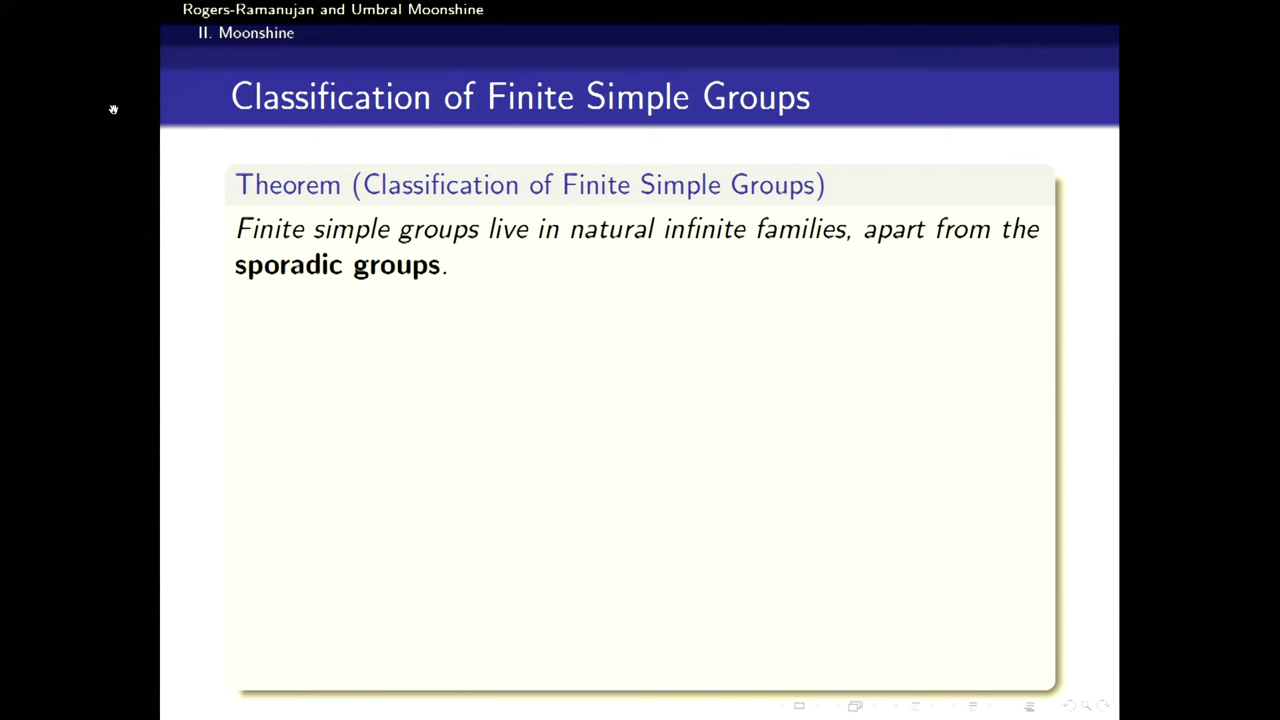 Rogers-Ramanujan and Umbral Moonshine
II. Moonshine
Classification of Finite Simple Groups
Theorem (Classification of Finite Simple Groups)
Finite simple groups live in natural infinite families, apart from the
sporadic groups.